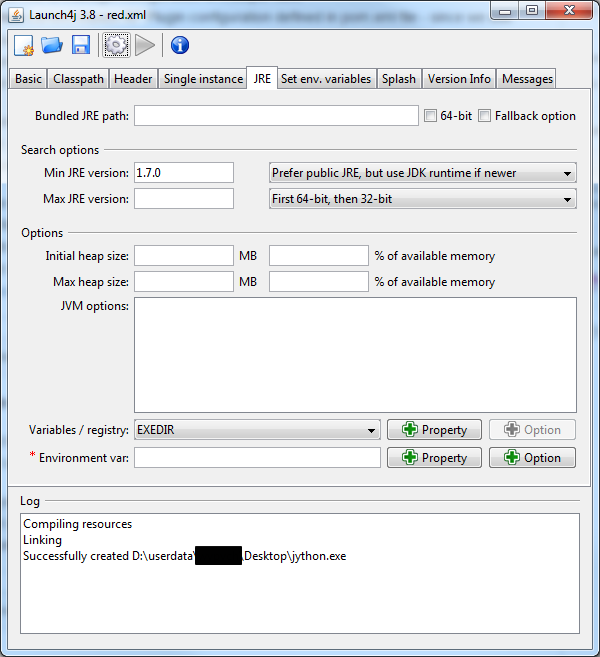 Launch4j 3.8 - red.xml
Basic Classpath Header Single instance JRE Set env. variables Splash Version Info Messages
Bundled JRE path: 64-bit Fallback option
Search options
Min JRE version: 1.7.0 Prefer public JRE, but use JDK runtime if newer
Max JRE version: First 64-bit, then 32-bit
Options
Initial heap size: MB % of available memory
Max heap size: MB % of available memory
JVM options:
Variables / registry: EXEDIR Property Option
* Environment var: Property Option
Log
Compiling resources
Linking
Successfully created D:\userdata\ \Desktop\jython.exe